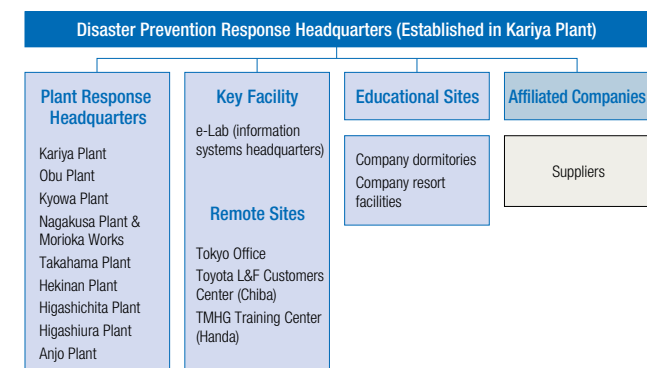 Disaster Prevention Response Headquarters (Established in Kariya Plant)
Plant Response
Headquarters
Kariya Plant
Obu Plant
Kyowa Plant
Nagakusa Plant &
Morioka Works
Takahama Plant
Hekinan Plant
Higashichita Plant
Higashiura Plant
Anjo Plant
Key Facility
e-Lab (information
systems headquarters)
Remote Sites
Tokyo Office
Toyota L&F Customers
Center (Chiba)
TMHG Training Center
(Handa)
Educational Sites
Company dormitories
Company resort
facilities
Affiliated Companies
Suppliers